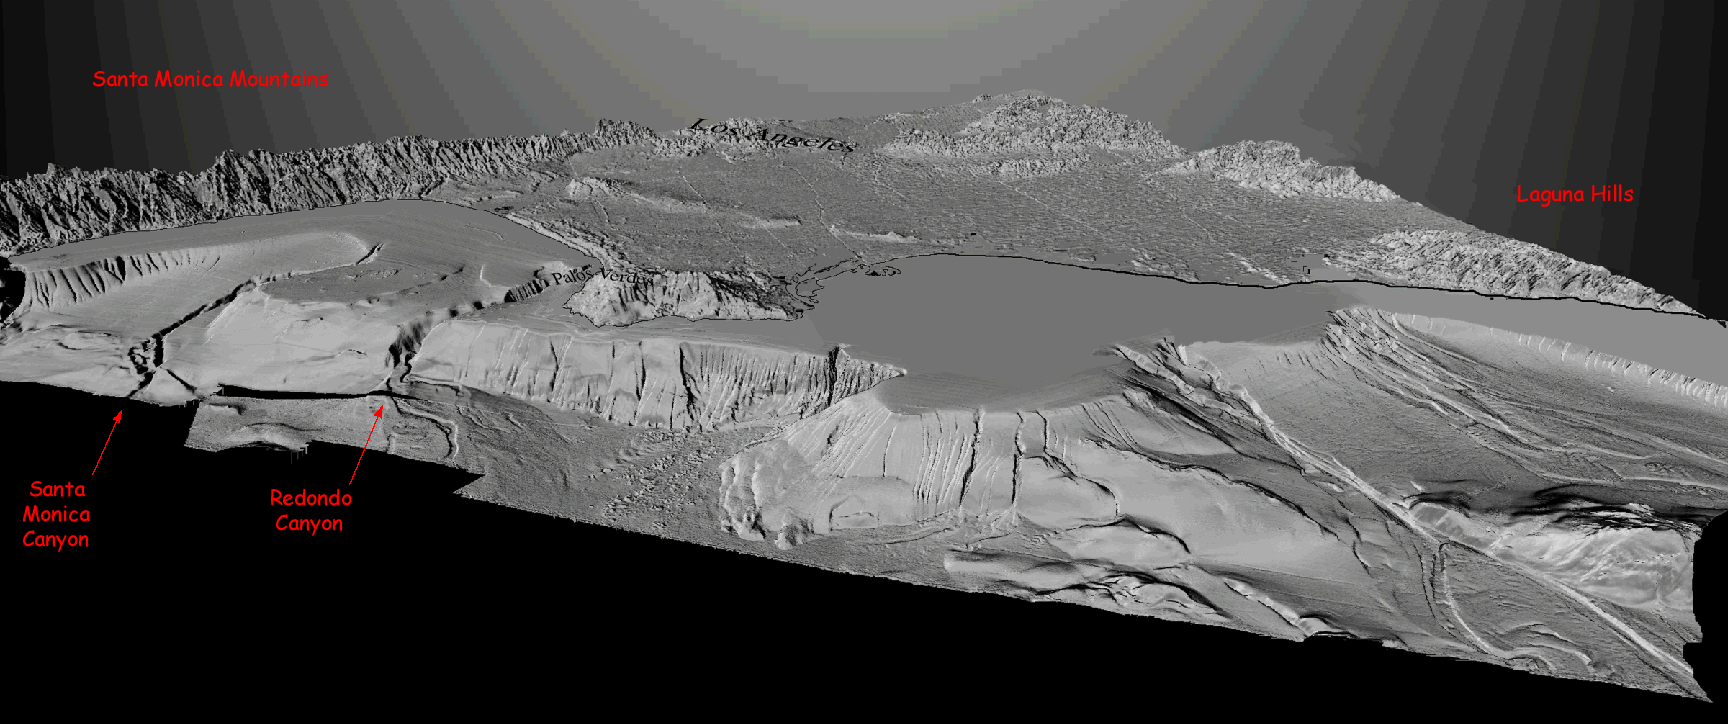 Santa Monica Mountains
Los Angeles
Laguna Hills
Palos Verdes
Santa
Monica
Canyon
Redondo
Canyon